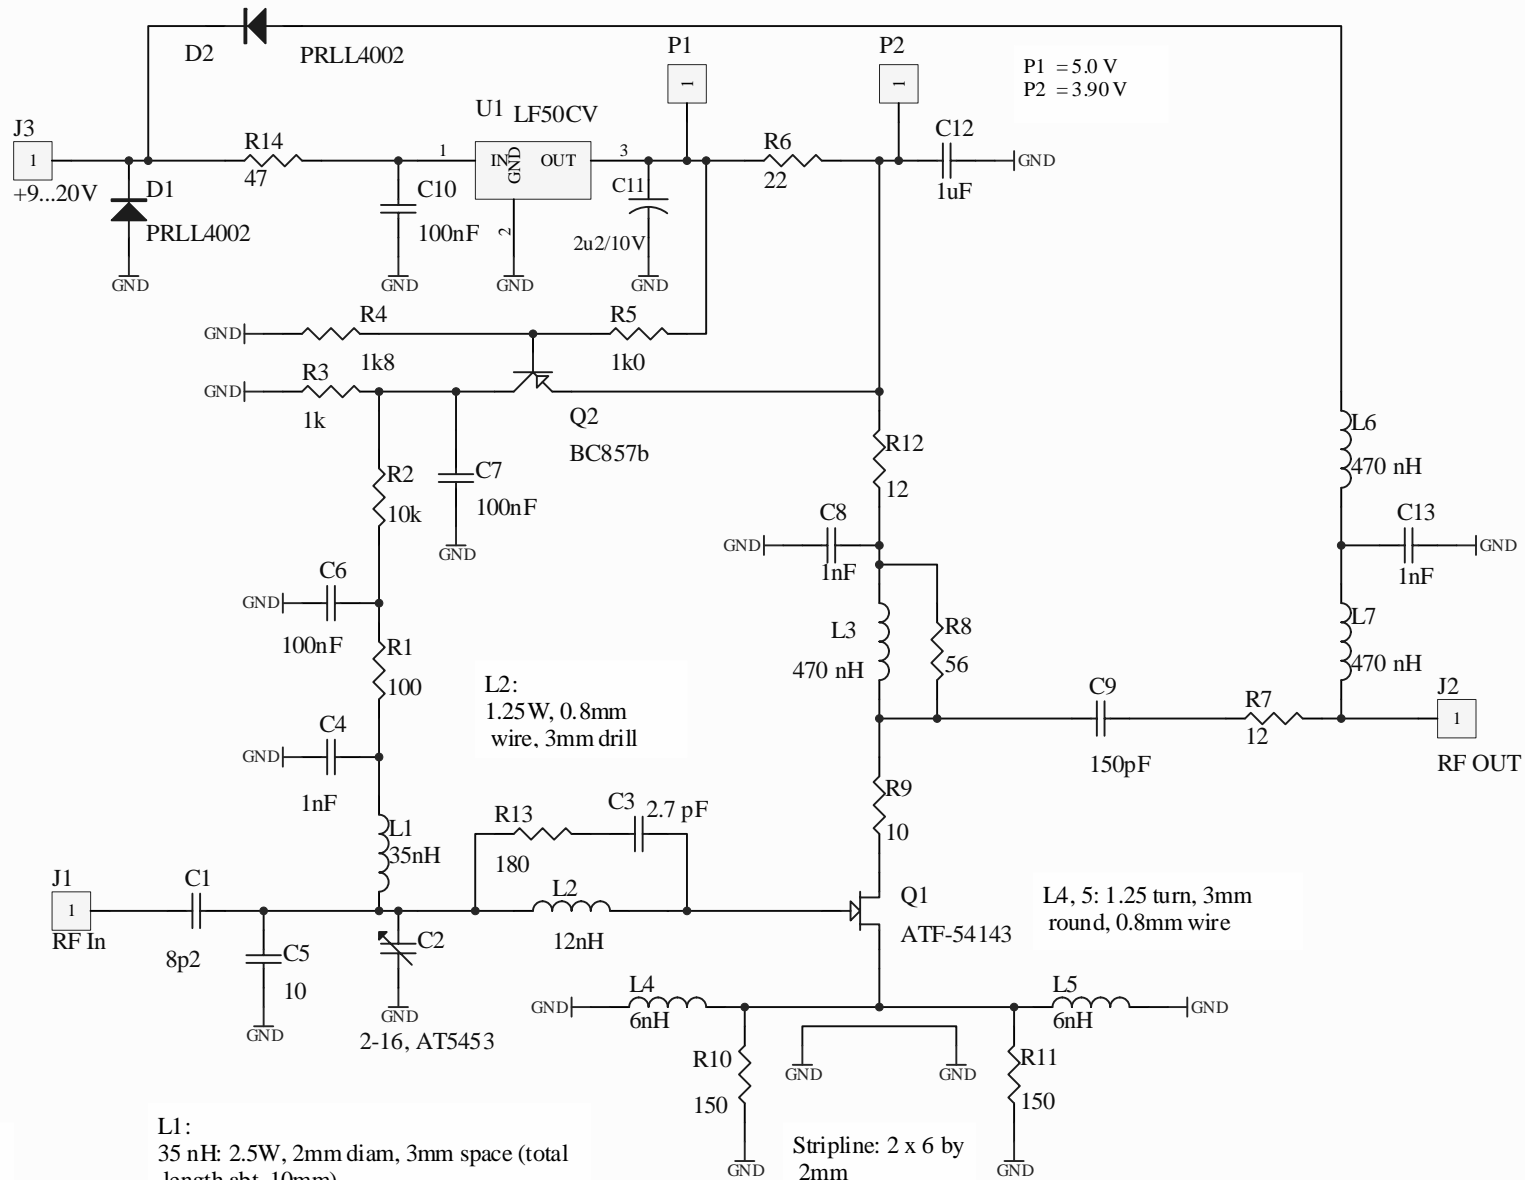 D2
PRLL4002
P1
P2
P1 = 5.0 V
P2 = 3.90 V
U1 LF50CV
J3
1
+9...20V
R14
47
1
IN
GND
OUT
3
2
1
1
R6
22
C12
1uF
GND
D1
PRLL4002
GND
C10
100nF
GND
GND
C11
2u2/10V
GND
GND
R4
1k8
R5
1k0
GND
R3
1k
Q2
BC857b
R2
10k
C7
100nF
GND
R12
12
L6
470 nH
GND
C8
1nF
C13
1nF
GND
C6
GND
100nF
R1
100
L3
470 nH
R8
56
L7
470 nH
L2:
1.25W, 0.8mm
wire, 3mm drill
C9
150pF
R7
12
J2
1
RF OUT
C4
GND
1nF
R9
10
L1
35nH
R13
180
C3
2.7 pF
J1
1
RF In
C1
8p2
L2
12nH
Q1
ATF-54143
L4, 5: 1.25 turn, 3mm
round, 0.8mm wire
C5
10
GND
C2
GND
2-16, AT5453
GND
L4
6nH
L5
6nH
GND
R10
150
GND
GND
GND
R11
150
GND
L1:
35 nH: 2.5W, 2mm diam, 3mm space (total
length abt. 10mm)
Stripline: 2 x 6 by
2mm